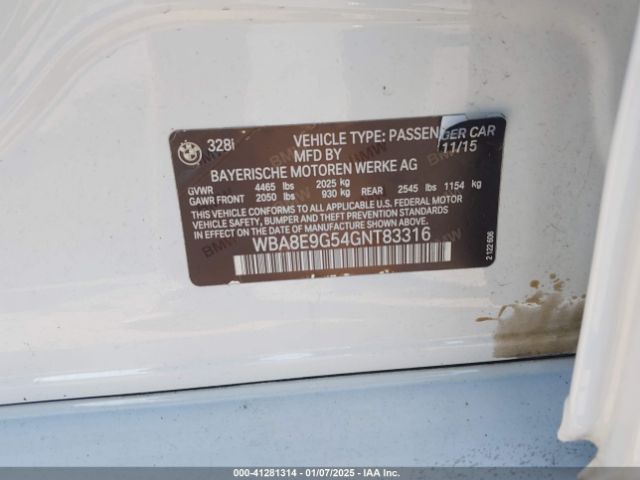 328i VEHICLE TYPE: PASSENGER CAR
MFD BY 11/15
BAYERISCHE MOTOREN WERKE AG
GVWR 4465 lbs 2025 kg
GAWR FRONT 2050 lbs 930 kg REAR 2545 lbs 1154 kg
THIS VEHICLE CONFORMS TO ALL APPLICABLE U.S. FEDERAL MOTOR
VEHICLE SAFETY, BUMPER AND THEFT PREVENTION STANDARDS IN
EFFECT ON THE DATE OF MANUFACTURE SHOWN ABOVE.
WBA8E9G54GNT83316
2 122 606
000-41281314 - 01/07/2025 - IAA Inc.